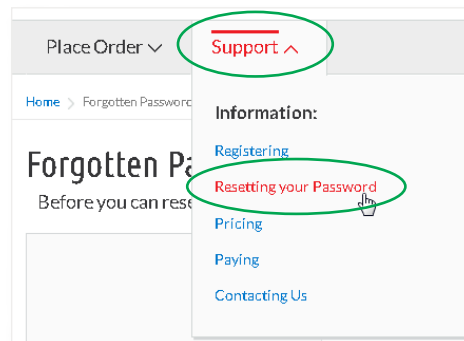 Place Order Support
Home Forgotten Password
Information:
Registering
Forgotten Pa
Resetting your Password
Before you can rese
Pricing
Paying
Contacting Us